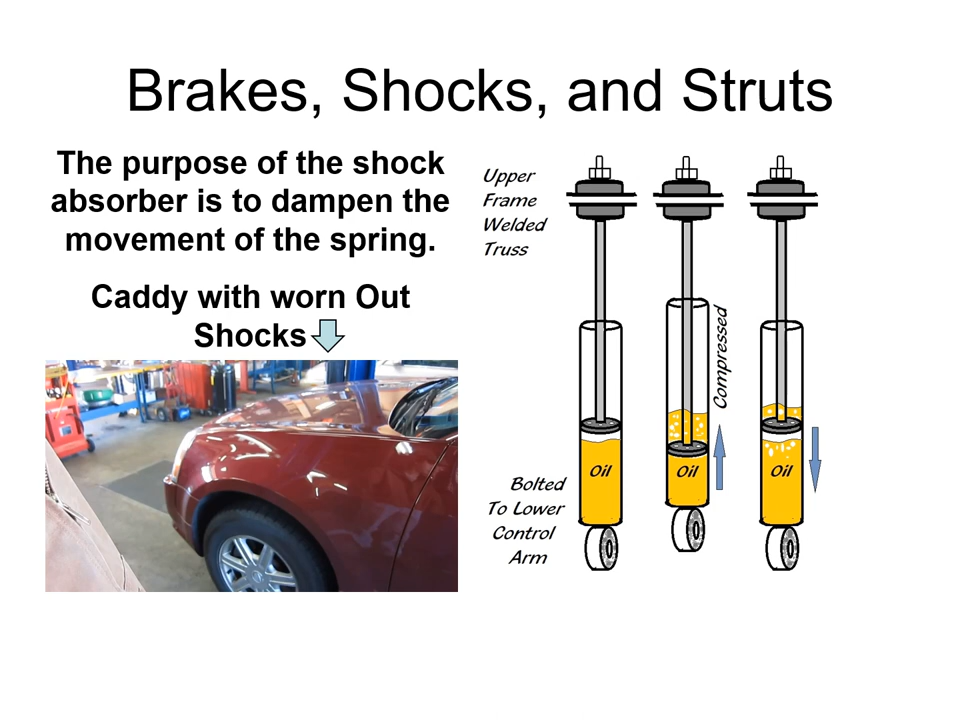 Brakes, Shocks, and Struts
The purpose of the shock
absorber is to dampen the
movement of the spring.
Caddy with worn Out
Shocks
Upper
Frame
Welded
Truss
Compressed
Oil
Oil
Oil
Bolted
To Lower
Control
Arm